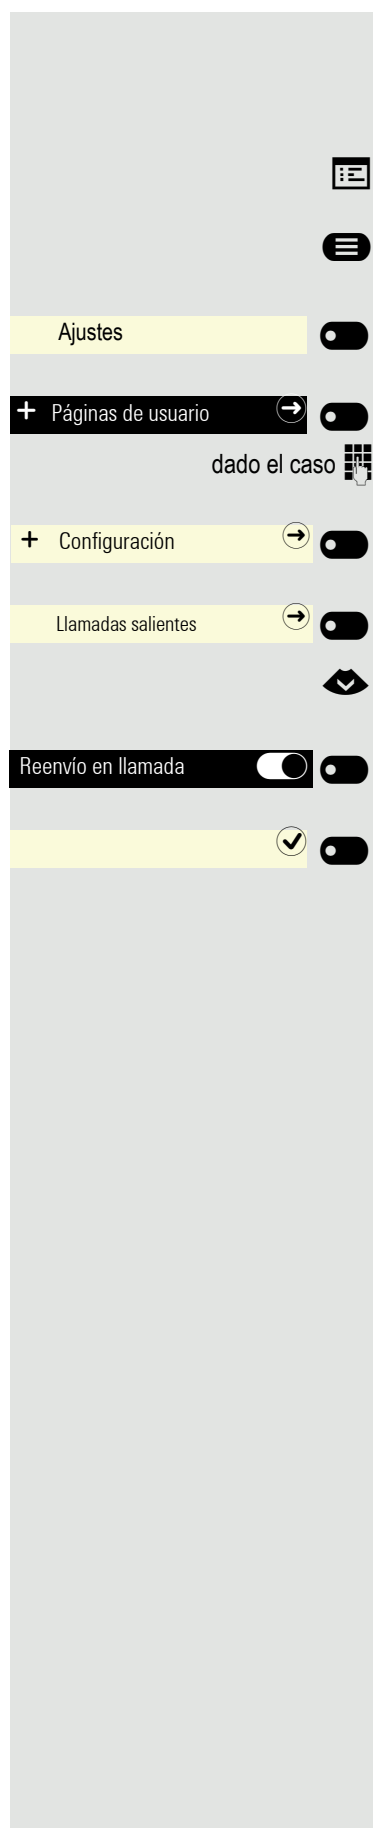 Ajustes
+ Páginas de usuario
dado el caso
+ Configuración
Llamadas salientes
Reenvío en llamada